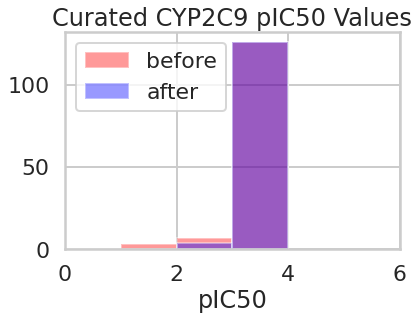 Curated CYP2C9 pIC50 Values
before
after
100
50
0
0 2 4 6
pIC50